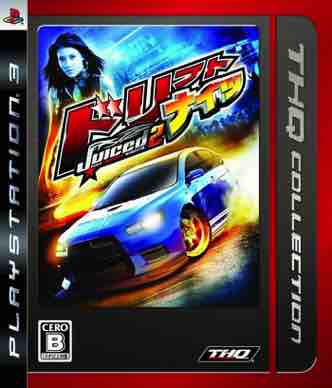 PLAYSTATION 3
THQ COLLECTION
ドリフト
ナイツ
Juiced 2
CERO
B
THQ